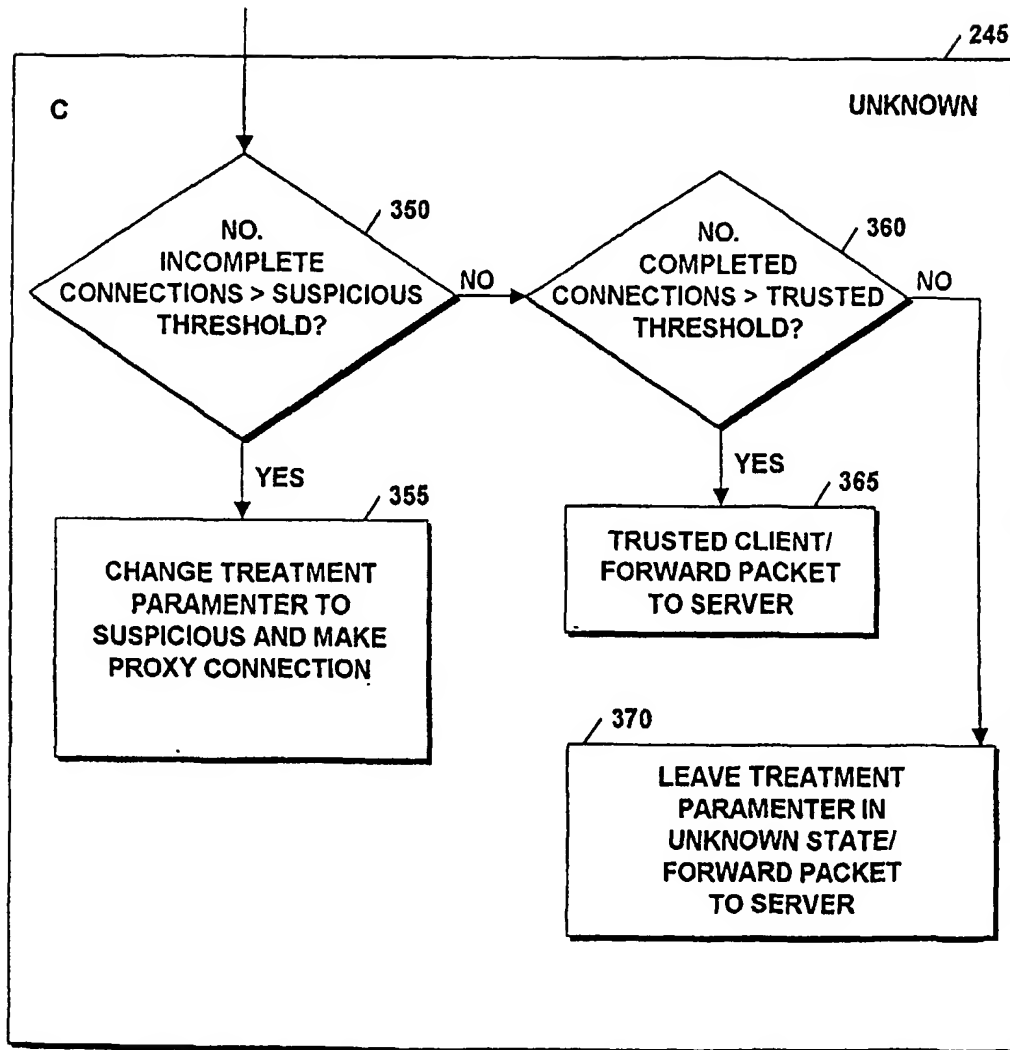 245
C
UNKNOWN
350
NO.
INCOMPLETE
CONNECTIONS > SUSPICIOUS
THRESHOLD?
NO
360
NO.
COMPLETED
CONNECTIONS > TRUSTED
THRESHOLD?
NO
YES
355
CHANGE TREATMENT
PARAMENTER TO
SUSPICIOUS AND MAKE
PROXY CONNECTION
YES
365
TRUSTED CLIENT/
FORWARD PACKET
TO SERVER
370
LEAVE TREATMENT
PARAMENTER IN
UNKNOWN STATE/
FORWARD PACKET
TO SERVER